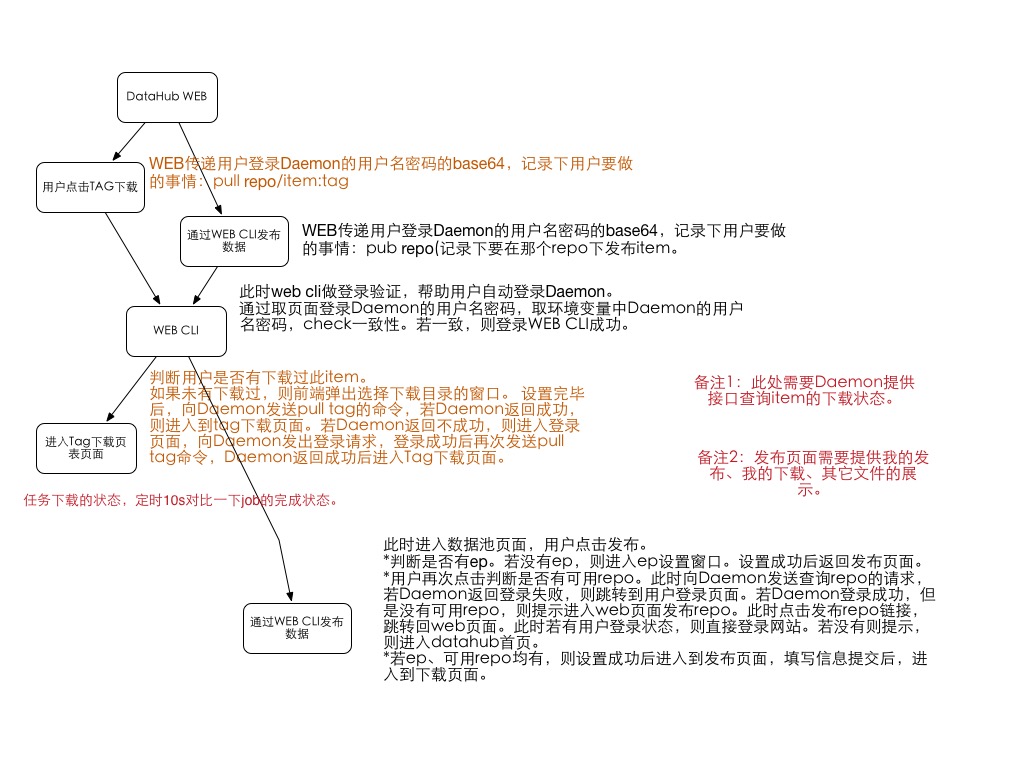 DataHub WEB
WEB传递用户登录Daemon的用户名密码的base64，记录下用户要做
的事情：pull repo/item:tag
用户点击TAG下载
通过WEB CLI发布
数据
WEB传递用户登录Daemon的用户名密码的base64，记录下用户要做
的事情：pub repo(记录下要在那个repo下发布item。
此时web cli做登录验证，帮助用户自动登录Daemon。
通过取页面登录Daemon的用户名密码，取环境变量中Daemon的用户
名密码，check一致性。若一致，则登录WEB CLI成功。
WEB CLI
判断用户是否有下载过此item。
如果未有下载过，则前端弹出选择下载目录的窗口。 设置完毕
后，向Daemon发送pull tag的命令，若Daemon返回成功，
则进入到tag下载页面。若Daemon返回不成功，则进入登录
页面，向Daemon发出登录请求，登录成功后再次发送pull
tag命令，Daemon返回成功后进入Tag下载页面。
备注1：此处需要Daemon提供
接口查询item的下载状态。
进入Tag下载页
表页面
备注2：发布页面需要提供我的发
布、我的下载、其它文件的展
示。
任务下载的状态，定时10s对比一下job的完成状态。
此时进入数据池页面，用户点击发布。
*判断是否有ep。若没有ep，则进入ep设置窗口。设置成功后返回发布页面。
*用户再次点击判断是否有可用repo。此时向Daemon发送查询repo的请求，
若Daemon返回登录失败，则跳转到用户登录页面。若Daemon登录成功，但
是没有可用repo，则提示进入web页面发布repo。此时点击发布repo链接，
跳转回web页面。此时若有用户登录状态，则直接登录网站。若没有则提示，
则进入datahub首页。
*若ep、可用repo均有，则设置成功后进入到发布页面，填写信息提交后，进
入到下载页面。
通过WEB CLI发布
数据